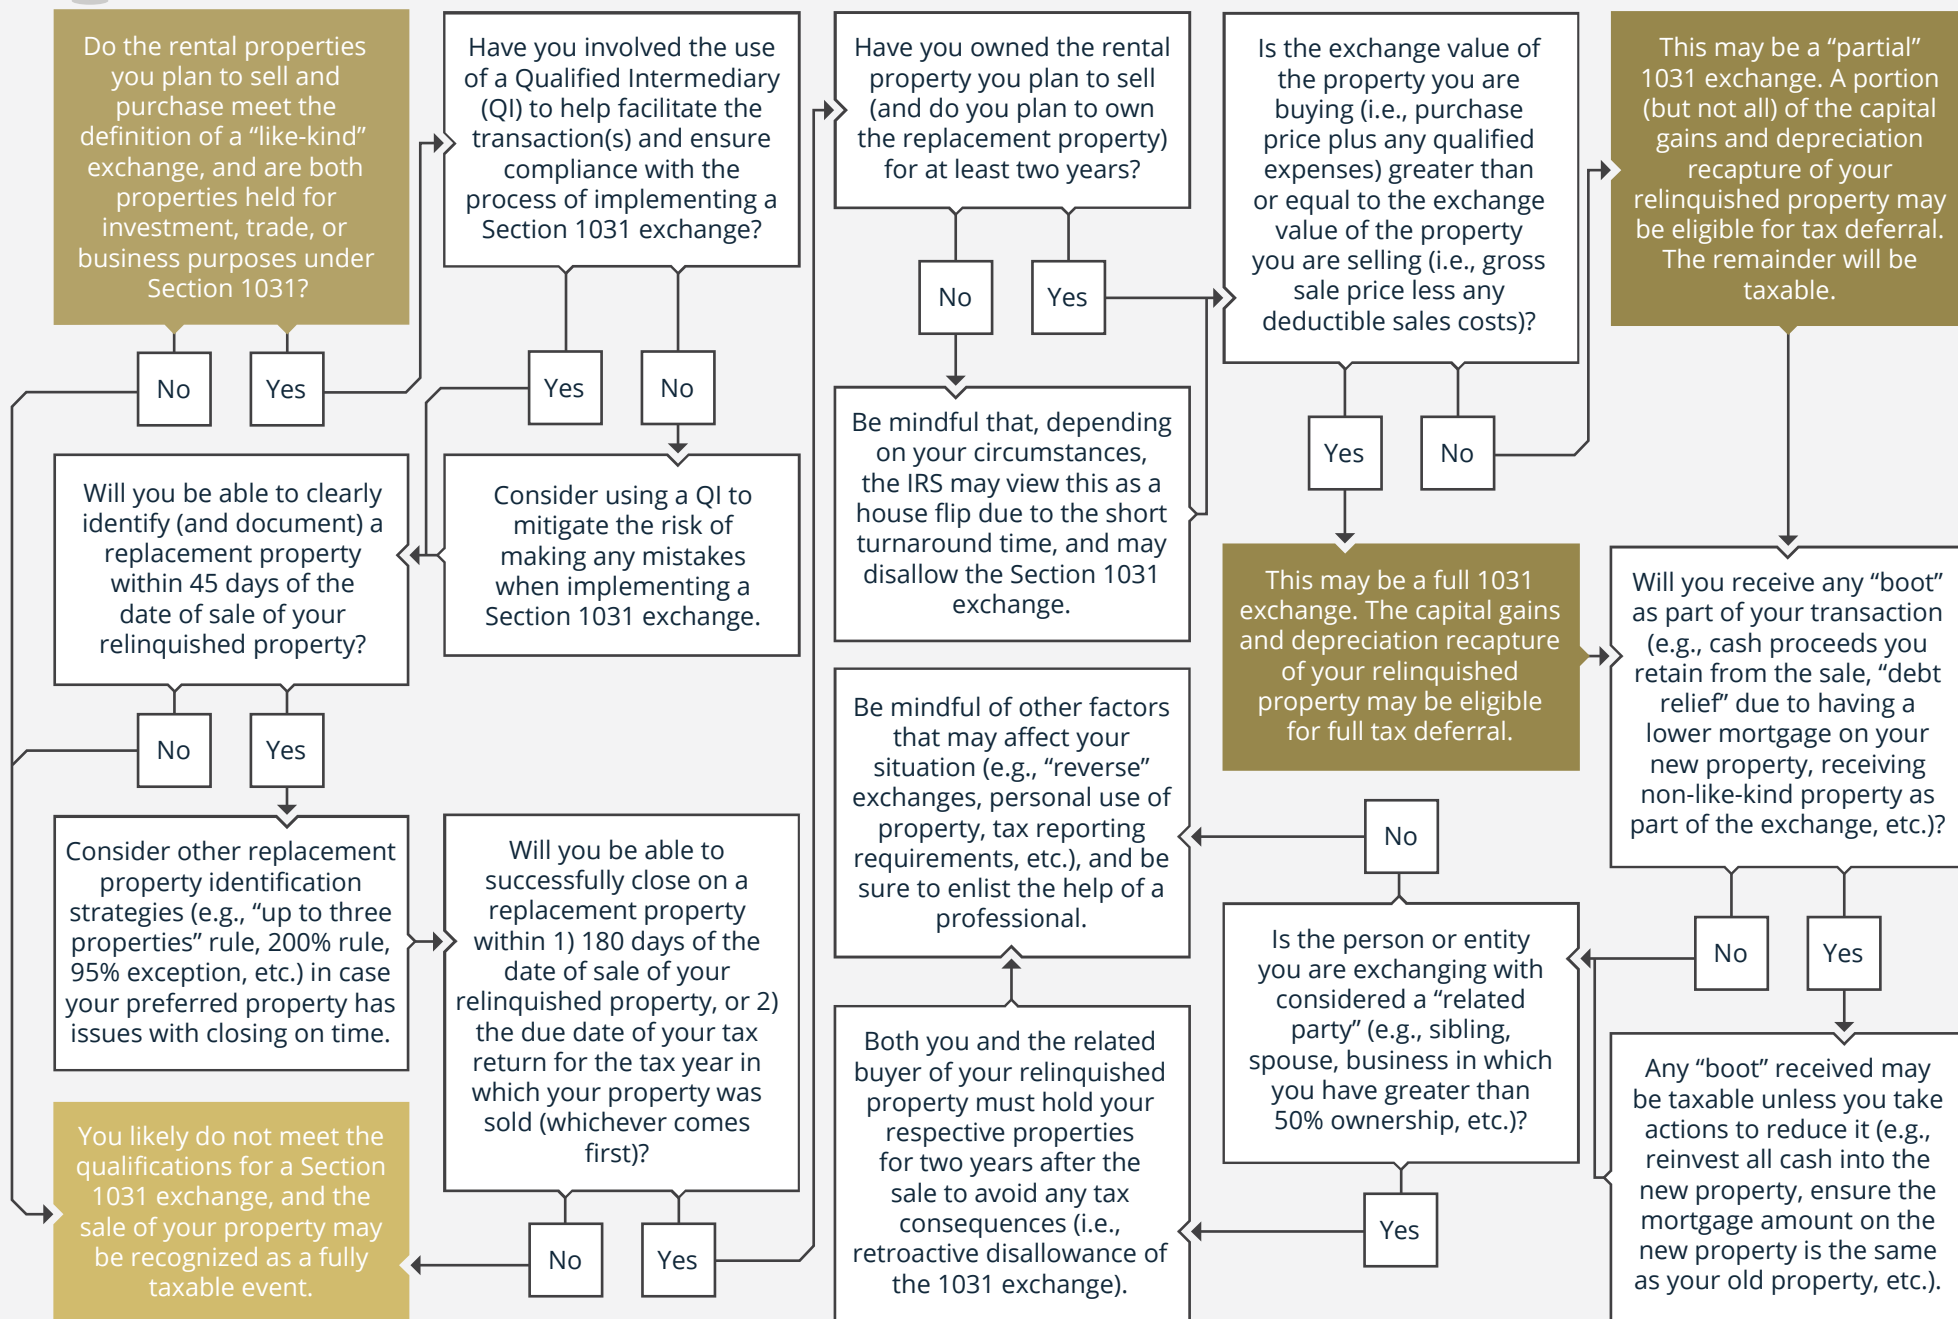 Do the rental properties
you plan to sell and
purchase meet the
definition of a “like-kind”
exchange, and are both
properties held for
investment, trade, or
business purposes under
Section 1031?
No
Yes
Have you involved the use
of a Qualified Intermediary
(QI) to help facilitate the
transaction(s) and ensure
compliance with the
process of implementing a
Section 1031 exchange?
Yes
No
Consider using a QI to
mitigate the risk of
making any mistakes
when implementing a
Section 1031 exchange.
Will you be able to clearly
identify (and document) a
replacement property
within 45 days of the
date of sale of your
relinquished property?
No
Yes
Consider other replacement
property identification
strategies (e.g., “up to three
properties” rule, 200% rule,
95% exception, etc.) in case
your preferred property has
issues with closing on time.
You likely do not meet the
qualifications for a Section
1031 exchange, and the
sale of your property may
be recognized as a fully
taxable event.
Will you be able to
successfully close on a
replacement property
within 1) 180 days of the
date of sale of your
relinquished property, or 2)
the due date of your tax
return for the tax year in
which your property was
sold (whichever comes
first)?
No
Yes
Have you owned the rental
property you plan to sell
(and do you plan to own
the replacement property)
for at least two years?
No
Yes
Be mindful that, depending
on your circumstances,
the IRS may view this as a
house flip due to the short
turnaround time, and may
disallow the Section 1031
exchange.
Is the exchange value of
the property you are
buying (i.e., purchase
price plus any qualified
expenses) greater than
or equal to the exchange
value of the property
you are selling (i.e., gross
sale price less any
deductible sales costs)?
Yes
No
This may be a “partial”
1031 exchange. A portion
(but not all) of the capital
gains and depreciation
recapture of your
relinquished property may
be eligible for tax deferral.
The remainder will be
taxable.
This may be a full 1031
exchange. The capital gains
and depreciation recapture
of your relinquished
property may be eligible
for full tax deferral.
Will you receive any “boot”
as part of your transaction
(e.g., cash proceeds you
retain from the sale, “debt
relief” due to having a
lower mortgage on your
new property, receiving
non-like-kind property as
part of the exchange, etc.)?
No
Yes
Any “boot” received may
be taxable unless you take
actions to reduce it (e.g.,
reinvest all cash into the
new property, ensure the
mortgage amount on the
new property is the same
as your old property, etc.).
Is the person or entity
you are exchanging with
considered a “related
party” (e.g., sibling,
spouse, business in which
you have greater than
50% ownership, etc.)?
No
Yes
Both you and the related
buyer of your relinquished
property must hold your
respective properties
for two years after the
sale to avoid any tax
consequences (i.e.,
retroactive disallowance of
the 1031 exchange).
Be mindful of other factors
that may affect your
situation (e.g., “reverse”
exchanges, personal use of
property, tax reporting
requirements, etc.), and be
sure to enlist the help of a
professional.